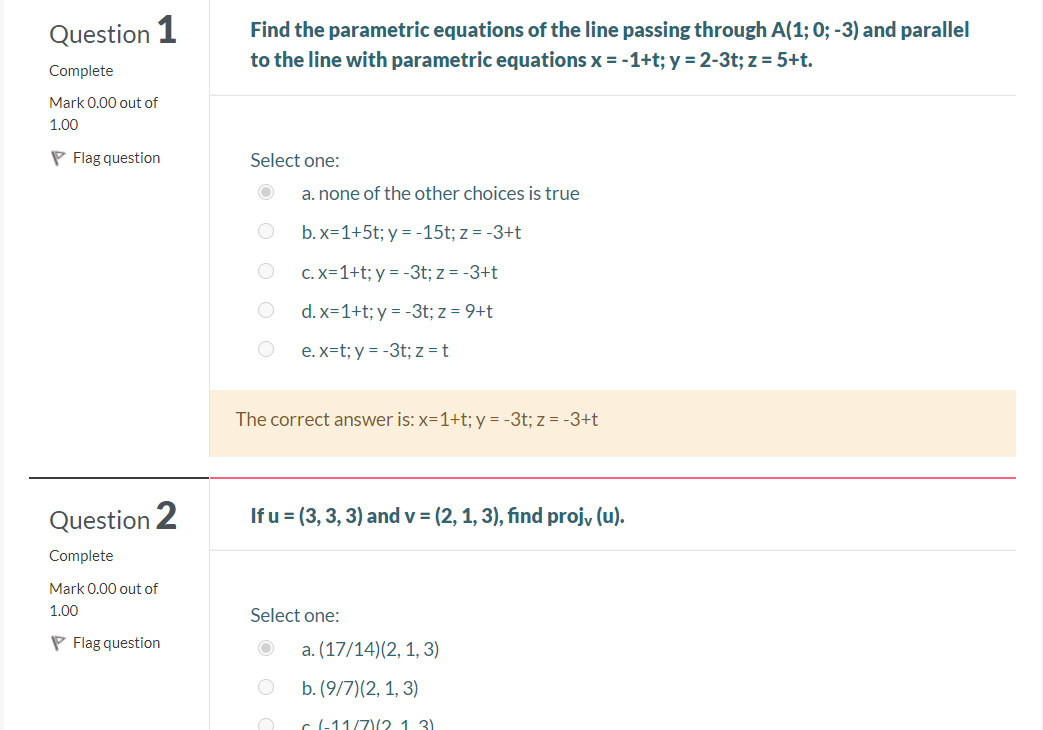 Question 1
Complete
Mark 0.00 out of
1.00
Flag question
Find the parametric equations of the line passing through A(1; 0; -3) and parallel
to the line with parametric equations x = -1+t; y = 2-3t; z = 5+t.
Select one:
a. none of the other choices is true
b. x=1+5t; y = -15t; z = -3+t
c. x=1+t; y = -3t; z = -3+t
d. x=1+t; y = -3t; z = 9+t
e. x=t; y = -3t; z = t
The correct answer is: x=1+t; y = -3t; z = -3+t
Question 2
Complete
Mark 0.00 out of
1.00
Flag question
If u = (3, 3, 3) and v = (2, 1, 3), find projᵥ (u).
Select one:
a. (17/14)(2, 1, 3)
b. (9/7)(2, 1, 3)
c. (-11/7)(2, 1, 3)